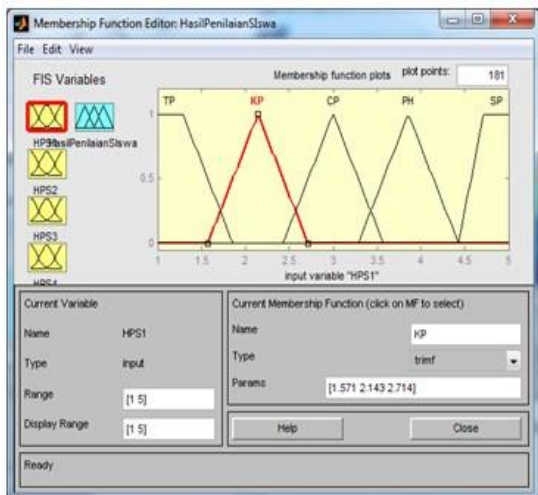 Membership Function Editor: HasilPenilaianSIswa
File Edit View
FIS Variables
Membership function plots
plot points:
181
TP
KP
CP
PH
SP
1
0.5
0
1
1.5
2
2.5
3
3.5
4
4.5
5
input variable "HPS1"
HasilPenilaianSIswa
HPS2
HPS3
HPS4
Current Variable
Name HPS1
Type input
Range [1 5]
Display Range [1 5]
Current Membership Function (click on MF to select)
Name KP
Type trimf
Params [1.571 2.143 2.714]
Help
Close
Ready